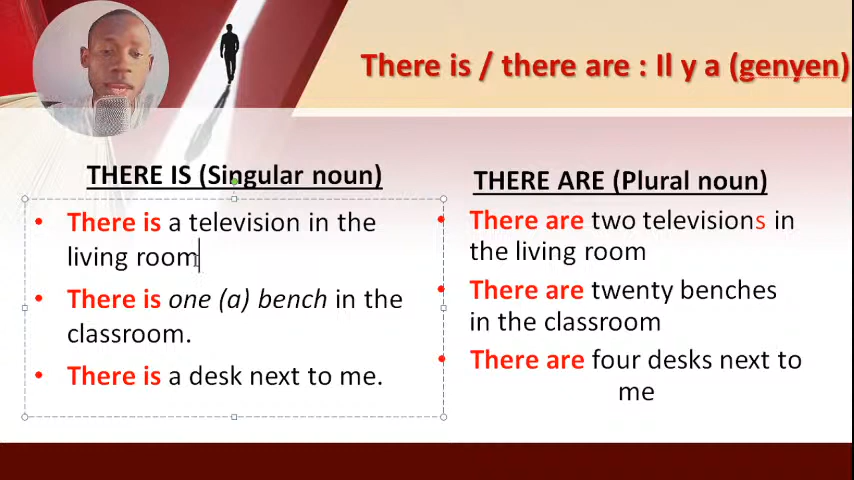 There is / there are : Il y a (genyen)
THERE IS (Singular noun)
• There is a television in the
living room
• There is one (a) bench in the
classroom.
• There is a desk next to me.
THERE ARE (Plural noun)
• There are two televisions in
the living room
• There are twenty benches
in the classroom
• There are four desks next to
me